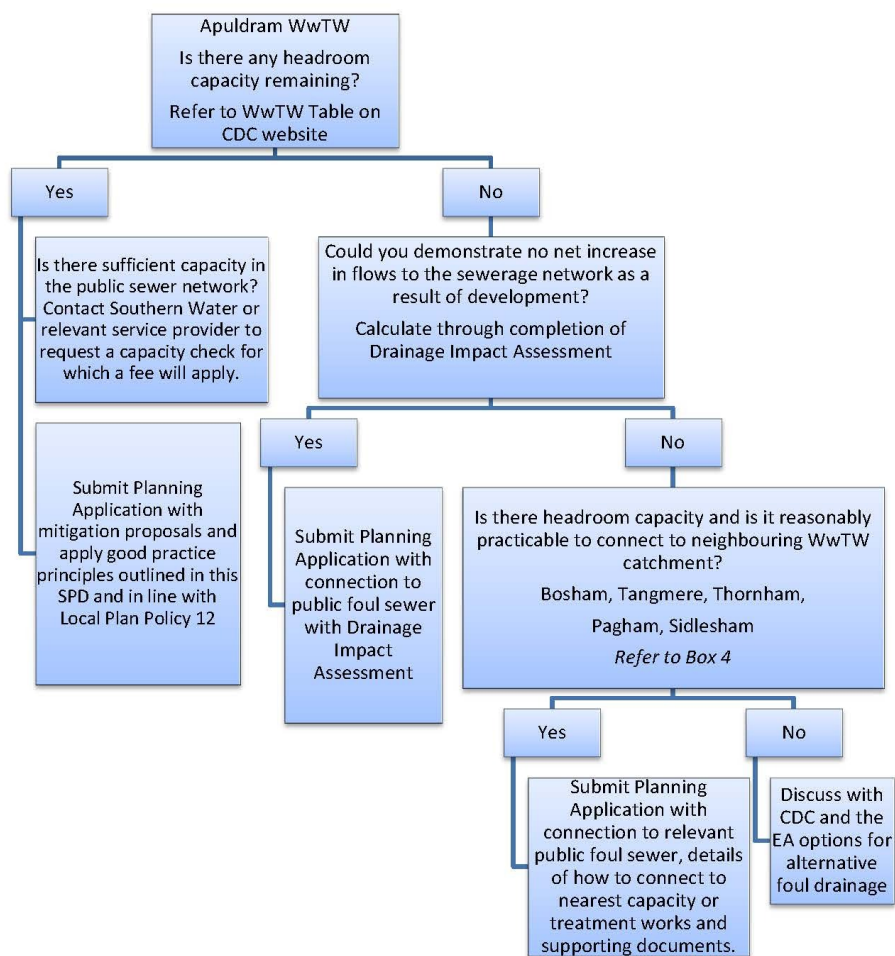 Apuldram WwTW
Is there any headroom
capacity remaining?
Refer to WwTW Table on
CDC website
Yes
No
Is there sufficient capacity in
the public sewer network?
Contact Southern Water or
relevant service provider to
request a capacity check for
which a fee will apply.
Submit Planning
Application with
mitigation proposals and
apply good practice
principles outlined in this
SPD and in line with
Local Plan Policy 12
Could you demonstrate no net increase
in flows to the sewerage network as a
result of development?
Calculate through completion of
Drainage Impact Assessment
Yes
No
Submit Planning
Application with
connection to
public foul sewer
with Drainage
Impact
Assessment
Is there headroom capacity and is it reasonably
practicable to connect to neighbouring WwTW
catchment?
Bosham, Tangmere, Thornham,
Pagham, Sidlesham
Refer to Box 4
Yes
No
Submit Planning
Application with
connection to relevant
public foul sewer, details
of how to connect to
nearest capacity or
treatment works and
supporting documents.
Discuss with
CDC and the
EA options for
alternative
foul drainage